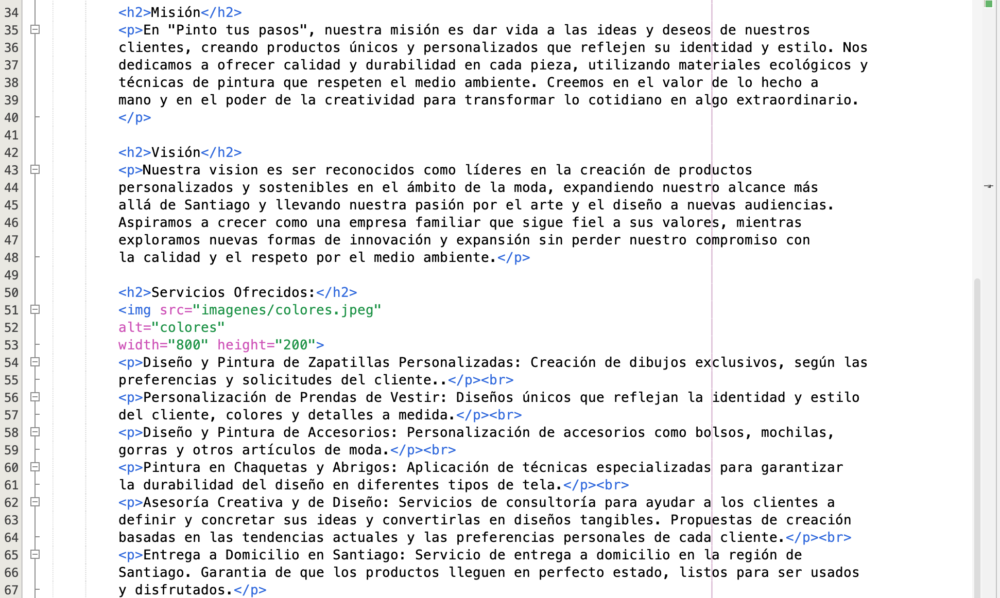 34 <h2>Misión</h2>
35 <p>En "Pinto tus pasos", nuestra misión es dar vida a las ideas y deseos de nuestros
36 clientes, creando productos únicos y personalizados que reflejen su identidad y estilo. Nos
37 dedicamos a ofrecer calidad y durabilidad en cada pieza, utilizando materiales ecológicos y
38 técnicas de pintura que respeten el medio ambiente. Creemos en el valor de lo hecho a
39 mano y en el poder de la creatividad para transformar lo cotidiano en algo extraordinario.
40 </p>
41
42 <h2>Visión</h2>
43 <p>Nuestra vision es ser reconocidos como líderes en la creación de productos
44 personalizados y sostenibles en el ámbito de la moda, expandiendo nuestro alcance más
45 allá de Santiago y llevando nuestra pasión por el arte y el diseño a nuevas audiencias.
46 Aspiramos a crecer como una empresa familiar que sigue fiel a sus valores, mientras
47 exploramos nuevas formas de innovación y expansión sin perder nuestro compromiso con
48 la calidad y el respeto por el medio ambiente.</p>
49
50 <h2>Servicios Ofrecidos:</h2>
51 <img src="imagenes/colores.jpeg"
52 alt="colores"
53 width="800" height="200">
54 <p>Diseño y Pintura de Zapatillas Personalizadas: Creación de dibujos exclusivos, según las
55 preferencias y solicitudes del cliente..</p><br>
56 <p>Personalización de Prendas de Vestir: Diseños únicos que reflejan la identidad y estilo
57 del cliente, colores y detalles a medida.</p><br>
58 <p>Diseño y Pintura de Accesorios: Personalización de accesorios como bolsos, mochilas,
59 gorras y otros artículos de moda.</p><br>
60 <p>Pintura en Chaquetas y Abrigos: Aplicación de técnicas especializadas para garantizar
61 la durabilidad del diseño en diferentes tipos de tela.</p><br>
62 <p>Asesoría Creativa y de Diseño: Servicios de consultoría para ayudar a los clientes a
63 definir y concretar sus ideas y convertirlas en diseños tangibles. Propuestas de creación
64 basadas en las tendencias actuales y las preferencias personales de cada cliente.</p><br>
65 <p>Entrega a Domicilio en Santiago: Servicio de entrega a domicilio en la región de
66 Santiago. Garantia de que los productos lleguen en perfecto estado, listos para ser usados
67 y disfrutados.</p>